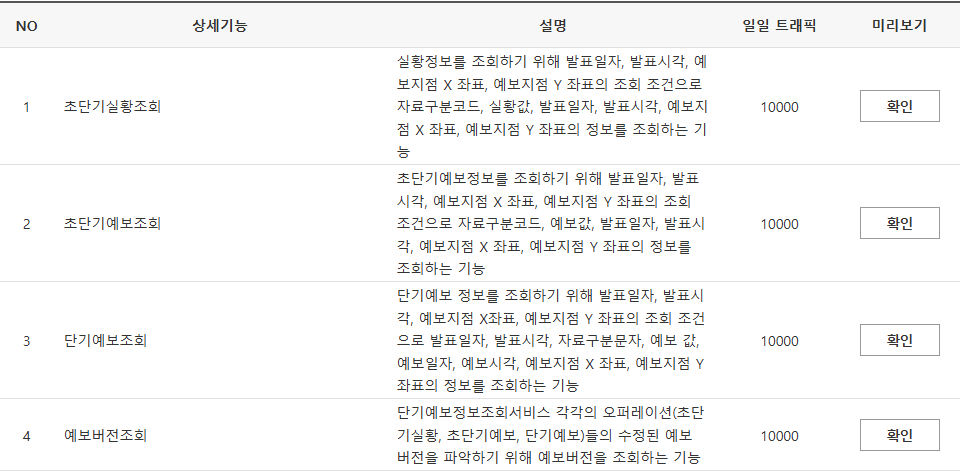 NO 상세기능 설명 일일 트래픽 미리보기
실황정보를 조회하기 위해 발표일자, 발표시각, 예
보지점 X 좌표, 예보지점 Y 좌표의 조회 조건으로
1 초단기실황조회 자료구분코드, 실황값, 발표일자, 발표시각, 예보지 10000 확인
점 X 좌표, 예보지점 Y 좌표의 정보를 조회하는 기
능
초단기예보정보를 조회하기 위해 발표일자, 발표
시각, 예보지점 X 좌표, 예보지점 Y 좌표의 조회
2 초단기예보조회 조건으로 자료구분코드, 예보값, 발표일자, 발표시 10000 확인
각, 예보지점 X 좌표, 예보지점 Y 좌표의 정보를
조회하는 기능
단기예보 정보를 조회하기 위해 발표일자, 발표시
각, 예보지점 X좌표, 예보지점 Y 좌표의 조회 조건
3 단기예보조회 으로 발표일자, 발표시각, 자료구분문자, 예보 값, 10000 확인
예보일자, 예보시각, 예보지점 X 좌표, 예보지점 Y
좌표의 정보를 조회하는 기능
단기예보정보조회서비스 각각의 오퍼레이션(초단
4 예보버전조회 기실황, 초단기예보, 단기예보)들의 수정된 예보 10000 확인
버전을 파악하기 위해 예보버전을 조회하는 기능